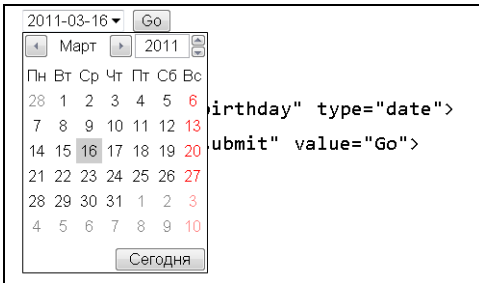 2011-03-16 Go
Март 2011
Пн Вт Ср Чт Пт Сб Вс
28 1 2 3 4 5 6
irthday" type="date">
7 8 9 10 11 12 13
14 15 16 17 18 19 20
ubmit" value="Go">
21 22 23 24 25 26 27
28 29 30 31 1 2 3
4 5 6 7 8 9 10
Сегодня